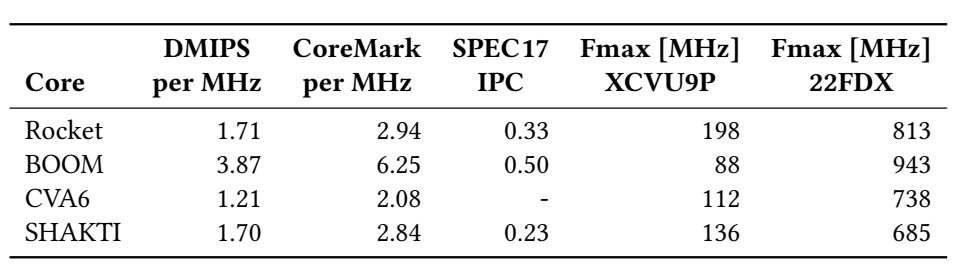 DMIPS CoreMark SPEC17 Fmax [MHz] Fmax [MHz]
Core per MHz per MHz IPC XCVU9P 22FDX
Rocket 1.71 2.94 0.33 198 813
BOOM 3.87 6.25 0.50 88 943
CVA6 1.21 2.08 - 112 738
SHAKTI 1.70 2.84 0.23 136 685